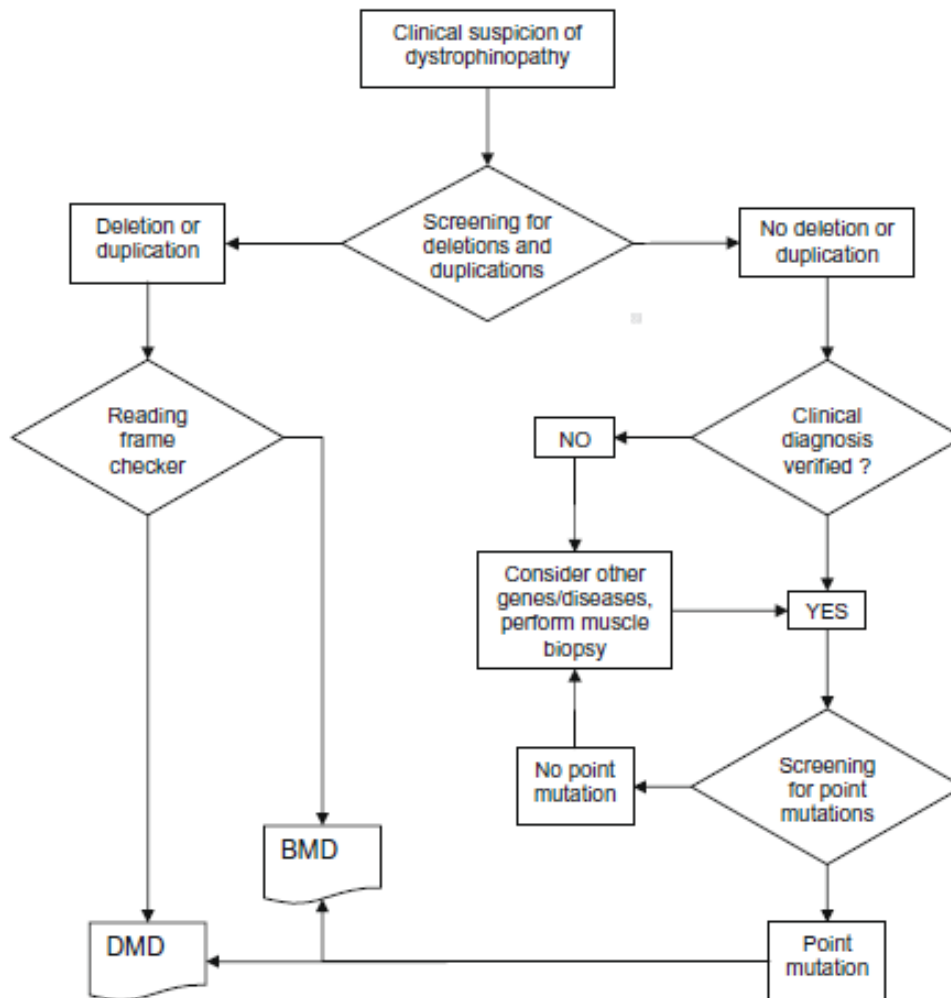 Clinical suspicion of
dystrophinopathy
Deletion or
duplication
Screening for
deletions and
duplications
No deletion or
duplication
Reading
frame
checker
NO
Clinical
diagnosis
verified ?
Consider other
genes/diseases,
perform muscle
biopsy
YES
No point
mutation
Screening
for point
mutations
BMD
DMD
Point
mutation